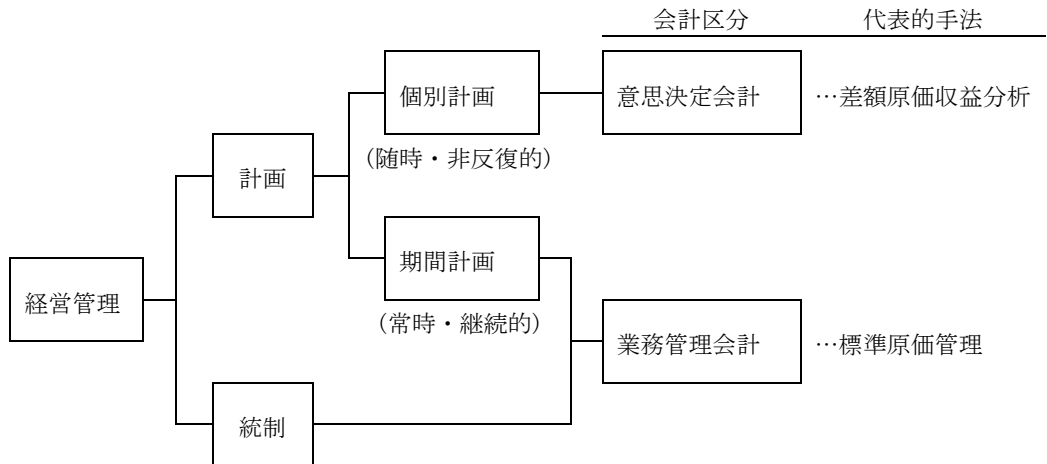 会計区分 代表的手法
個別計画 意思決定会計 …差額原価収益分析
(随時・非反復的)
計画
期間計画
(常時・継続的)
経営管理
業務管理会計 …標準原価管理
統制